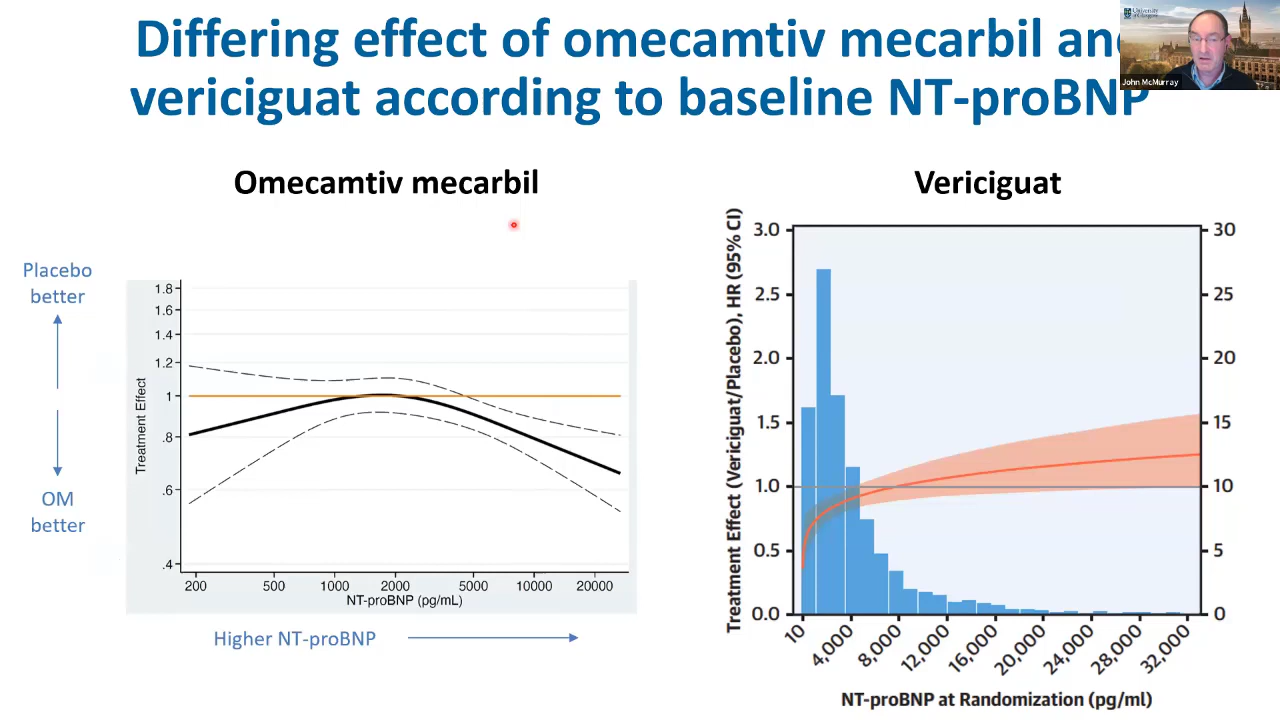 Differing effect of omecamtiv mecarbil and
vericiguat according to baseline NT-proBNP
University
of Glasgow
John McMurray
Omecamtiv mecarbil
Placebo
better
OM
better
Treatment Effect
1.8
1.6
1.4
1.2
1
.8
.6
.4
200 500 1000 2000 5000 10000 20000
NT-proBNP (pg/mL)
Higher NT-proBNP
Vericiguat
Treatment Effect (Vericiguat/Placebo), HR (95% CI)
3.0
2.5
2.0
1.5
1.0
0.5
0.0
30
25
20
15
10
5
0
10 4,000 8,000 12,000 16,000 20,000 24,000 28,000 32,000
NT-proBNP at Randomization (pg/ml)